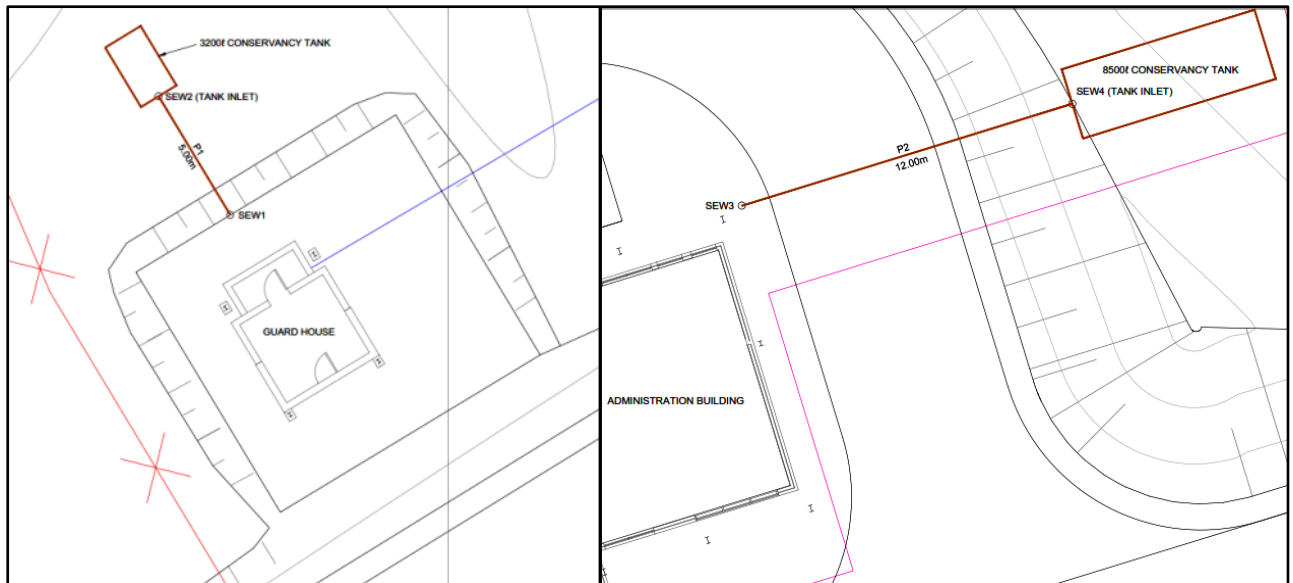 3200ℓ CONSERVANCY TANK
SEW2 (TANK INLET)
P1
5.00m
SEW1
GUARD HOUSE
8500ℓ CONSERVANCY TANK
SEW4 (TANK INLET)
P2
12.00m
SEW3
ADMINISTRATION BUILDING